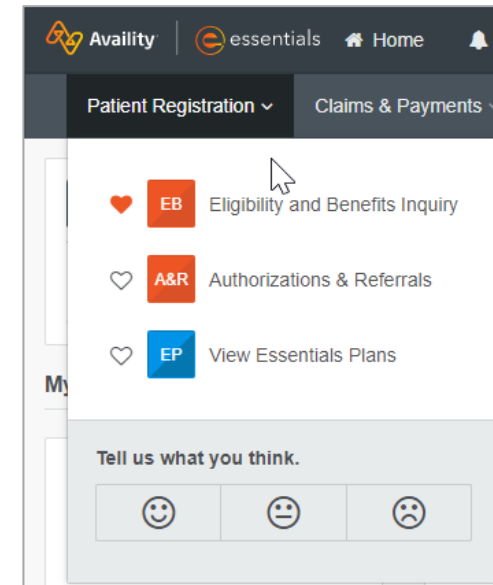 Availity essentials Home
Patient Registration Claims & Payments
EB Eligibility and Benefits Inquiry
A&R Authorizations & Referrals
EP View Essentials Plans
My
Tell us what you think.